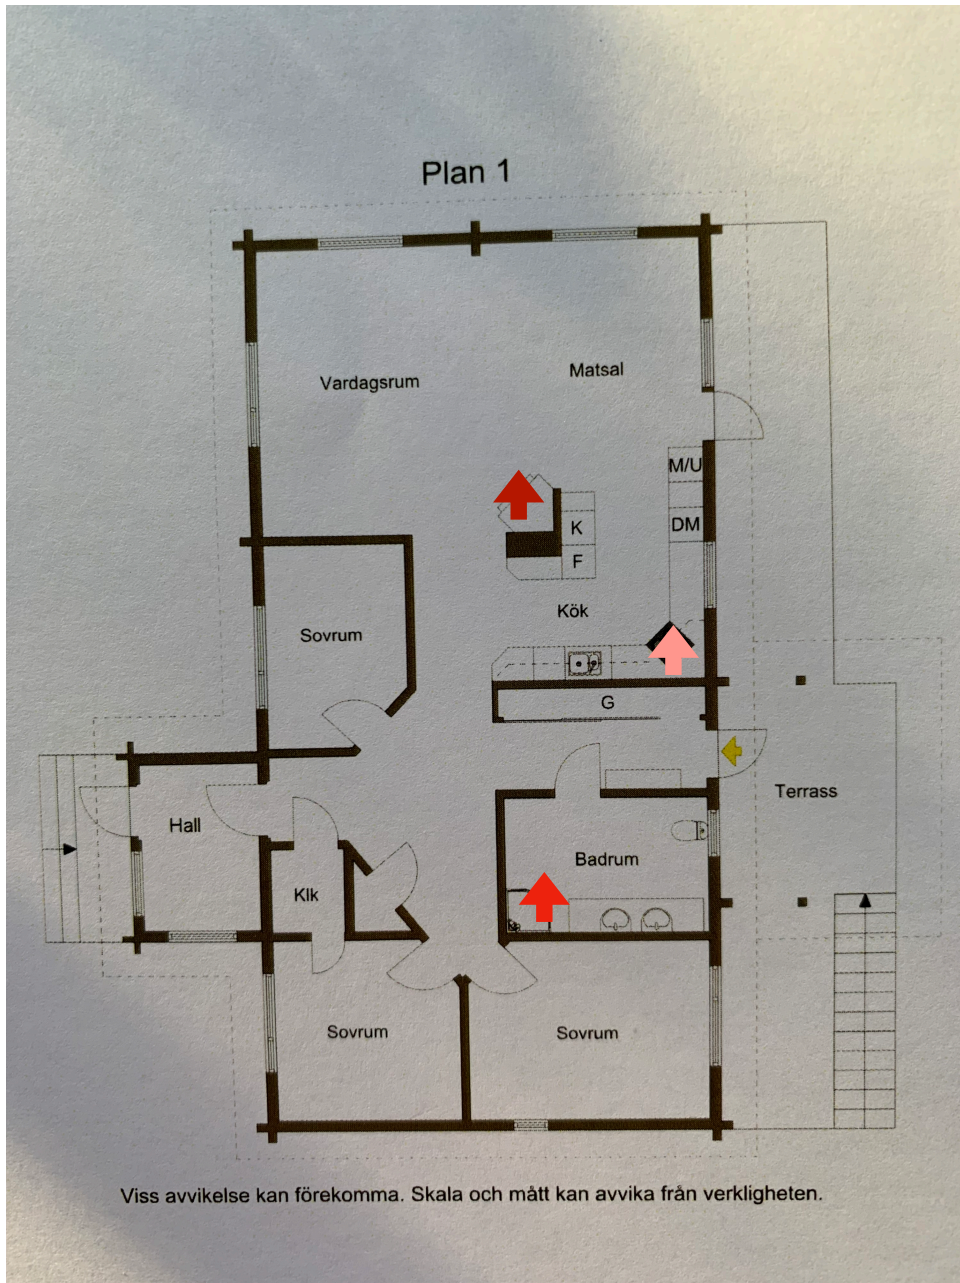 Plan 1
Vardagsrum
Matsal
M/U
K
DM
F
Kök
Sovrum
G
Terrass
Hall
Badrum
Klk
Sovrum
Sovrum
Viss avvikelse kan förekomma. Skala och mått kan avvika från verkligheten.